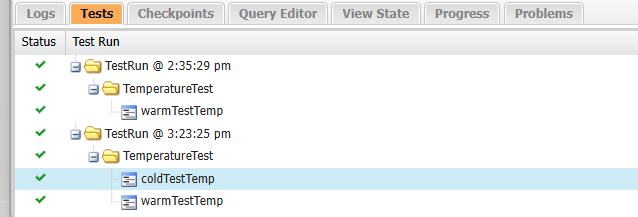 Logs Tests Checkpoints Query Editor View State Progress Problems
Status Test Run
TestRun @ 2:35:29 pm
TemperatureTest
warmTestTemp
TestRun @ 3:23:25 pm
TemperatureTest
coldTestTemp
warmTestTemp